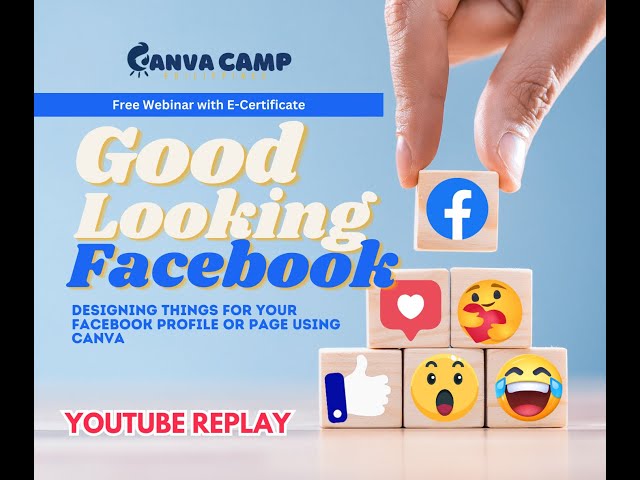 CANVA CAMP
PHILIPPINES
Free Webinar with E-Certificate
Good
Looking
Facebook
DESIGNING THINGS FOR YOUR
FACEBOOK PROFILE OR PAGE USING
CANVA
f
YOUTUBE REPLAY